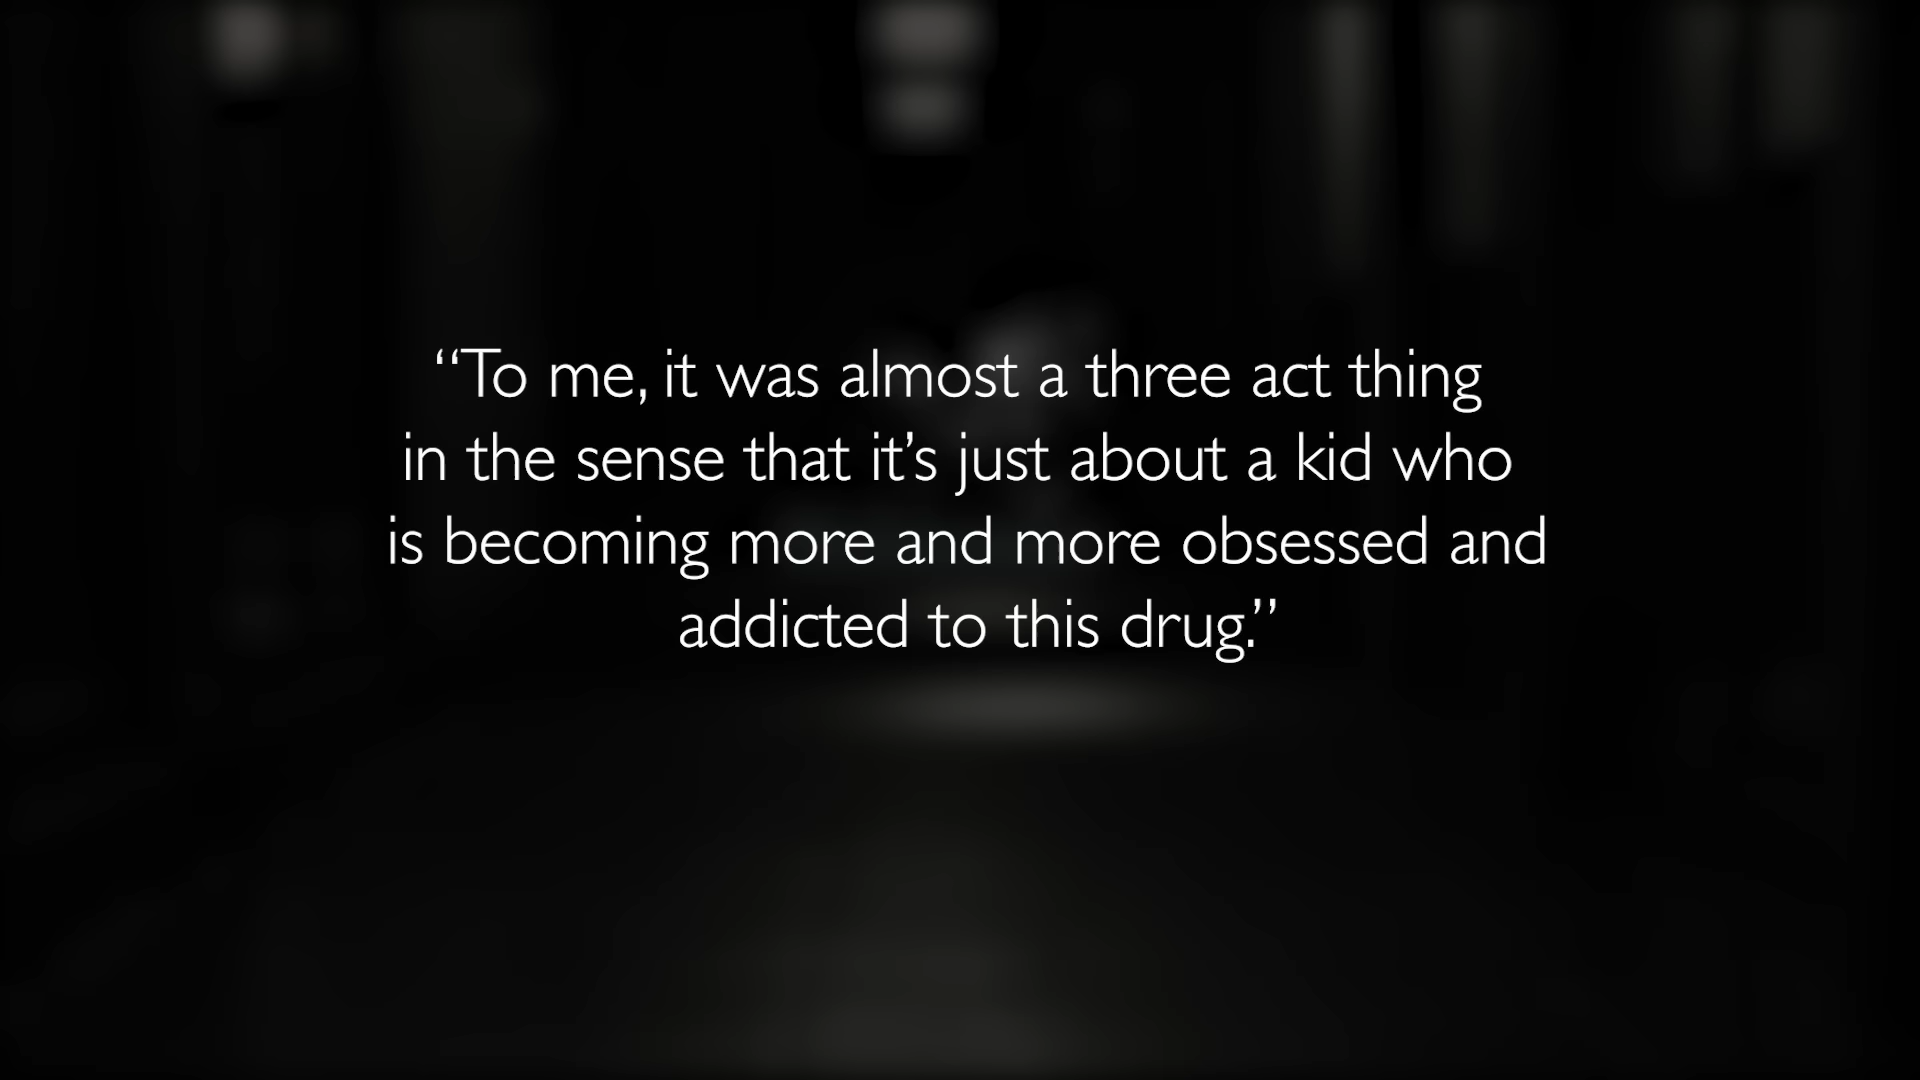 “To me, it was almost a three act thing
in the sense that it’s just about a kid who
is becoming more and more obsessed and
addicted to this drug.”